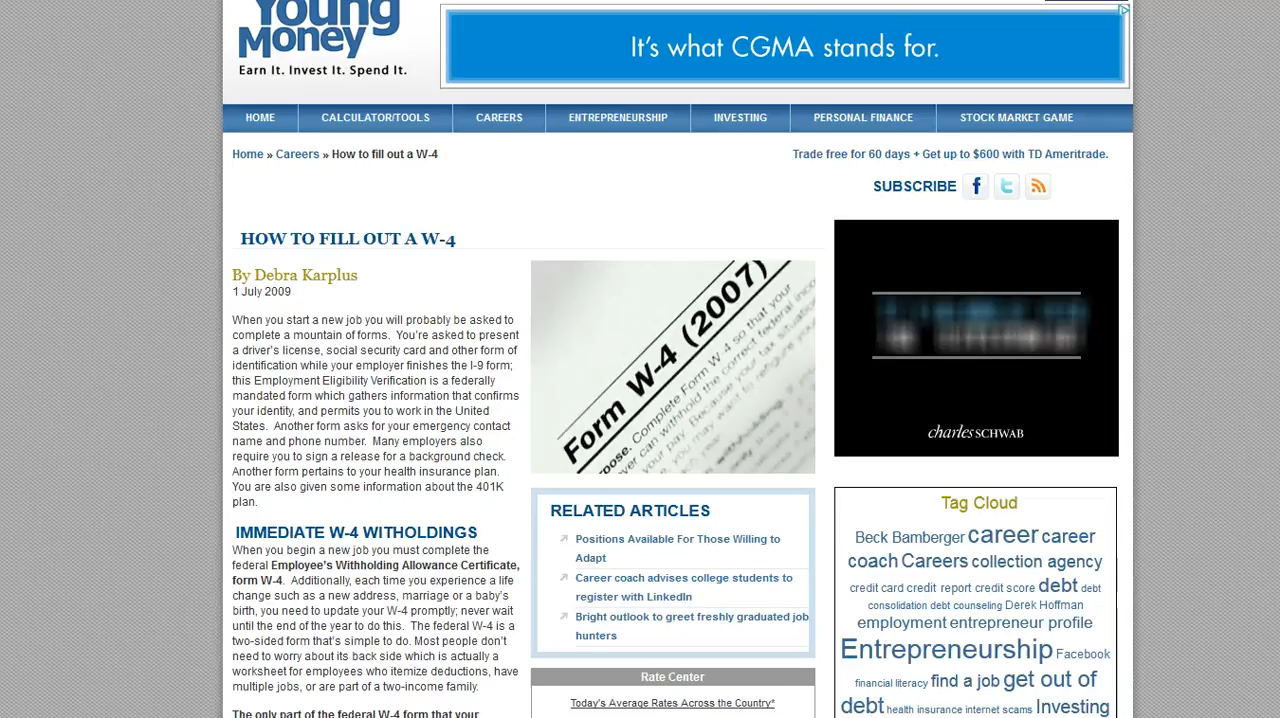 Young
Money
Earn It. Invest It. Spend It.
It's what CGMA stands for.
HOME
CALCULATOR/TOOLS
CAREERS
ENTREPRENEURSHIP
INVESTING
PERSONAL FINANCE
STOCK MARKET GAME
Home » Careers » How to fill out a W-4
Trade free for 60 days + Get up to $600 with TD Ameritrade.
SUBSCRIBE
HOW TO FILL OUT A W-4
By Debra Karplus
1 July 2009
When you start a new job you will probably be asked to
complete a mountain of forms.  You're asked to present
a driver's license, social security card and other form of
identification while your employer finishes the I-9 form;
this Employment Eligibility Verification is a federally
mandated form which gathers information that confirms
your identity, and permits you to work in the United
States.  Another form asks for your emergency contact
name and phone number.  Many employers also
require you to sign a release for a background check.
Another form pertains to your health insurance plan.
You are also given some information about the 401K
plan.
IMMEDIATE W-4 WITHOLDINGS
When you begin a new job you must complete the
federal Employee's Withholding Allowance Certificate,
form W-4.  Additionally, each time you experience a life
change such as a new address, marriage or a baby's
birth, you need to update your W-4 promptly; never wait
until the end of the year to do this.  The federal W-4 is a
two-sided form that's simple to do. Most people don't
need to worry about its back side which is actually a
worksheet for employees who itemize deductions, have
multiple jobs, or are part of a two-income family.
The only part of the federal W-4 form that your
Form W-4 (2007)
Complete Form W-4 so that your
can withhold the correct federal
your pay.
RELATED ARTICLES
Positions Available For Those Willing to
Adapt
Career coach advises college students to
register with LinkedIn
Bright outlook to greet freshly graduated job
hunters
Rate Center
Today's Average Rates Across the Country*
charles SCHWAB
Tag Cloud
Beck Bamberger career career
coach Careers collection agency
credit card credit report credit score debt debt
consolidation debt counseling Derek Hoffman
employment entrepreneur profile
Entrepreneurship Facebook
financial literacy find a job get out of
debt health insurance internet scams Investing